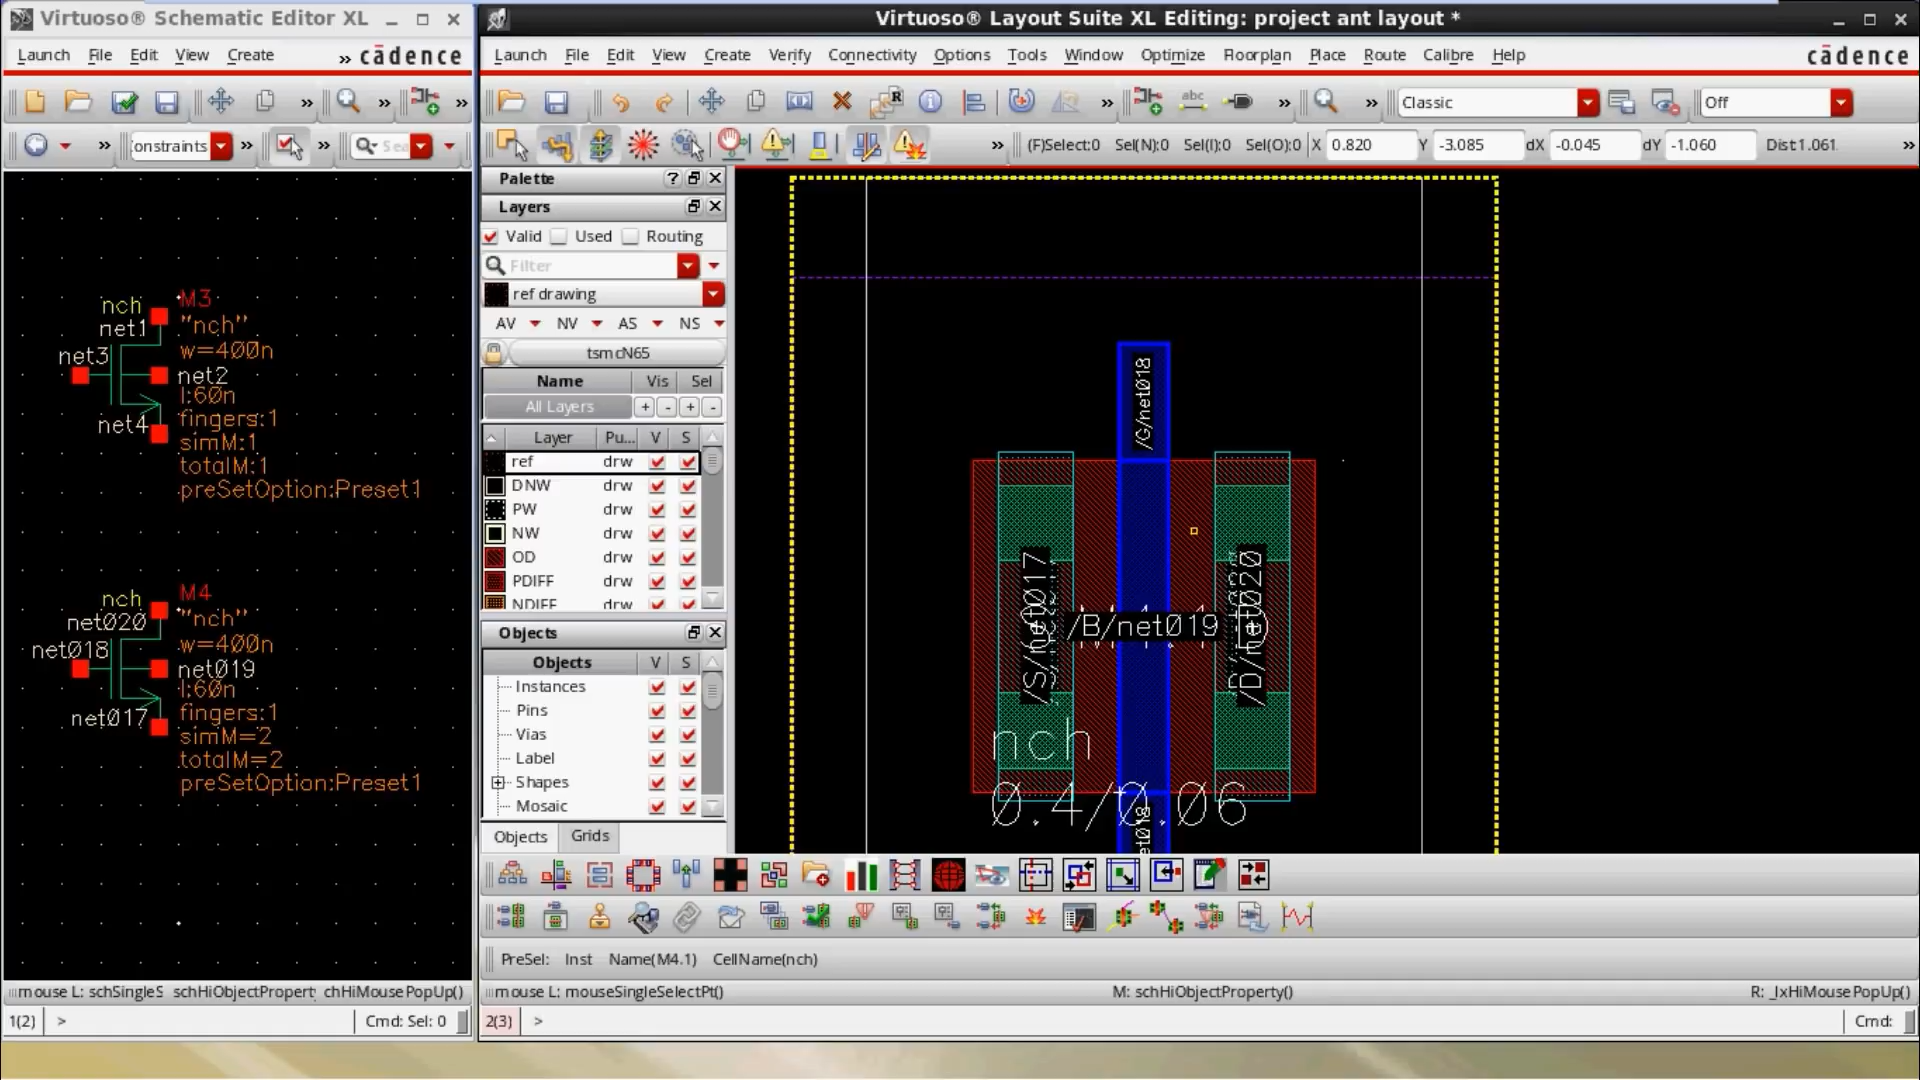 Virtuoso® Schematic Editor XL
Launch File Edit View Create » cādence
onstraints
Sea
nch
net1
M3
"nch"
w=400n
net3
net2
l:60n
fingers:1
net4
simM:1
totalM:1
preSetOption:Preset1
nch
net020
M4
"nch"
w=400n
net018
net019
l:60n
fingers:1
net017
simM=2
totalM=2
preSetOption:Preset1
mouse L: schSingleS schHiObjectPropert chHiMousePopUp()
1(2) > Cmd: Sel: 0
Virtuoso® Layout Suite XL Editing: project ant layout *
Launch File Edit View Create Verify Connectivity Options Tools Window Optimize Floorplan Place Route Calibre Help cādence
abc
R
Classic
Off
(F)Select:0 Sel(N):0 Sel(I):0 Sel(O):0 X 0.820 Y -3.085 dX -0.045 dY -1.060 Dist:1.061
Palette
Layers
Valid Used Routing
Filter
ref drawing
AV NV AS NS
tsmcN65
Name Vis Sel
All Layers + - + -
Layer Pu... V S
ref drw
DNW drw
PW drw
NW drw
OD drw
PDIFF drw
NDIFF drw
Objects
Objects V S
Instances
Pins
Vias
Label
Shapes
Mosaic
Objects Grids
/G/net018
/S/net017
/B/net019
/D/net020
nch
0.4/0.06
et018
PreSel: Inst Name(M4.1) CellName(nch)
mouse L: mouseSingleSelectPt() M: schHiObjectProperty() R: _lxHiMousePopUp()
2(3) > Cmd: